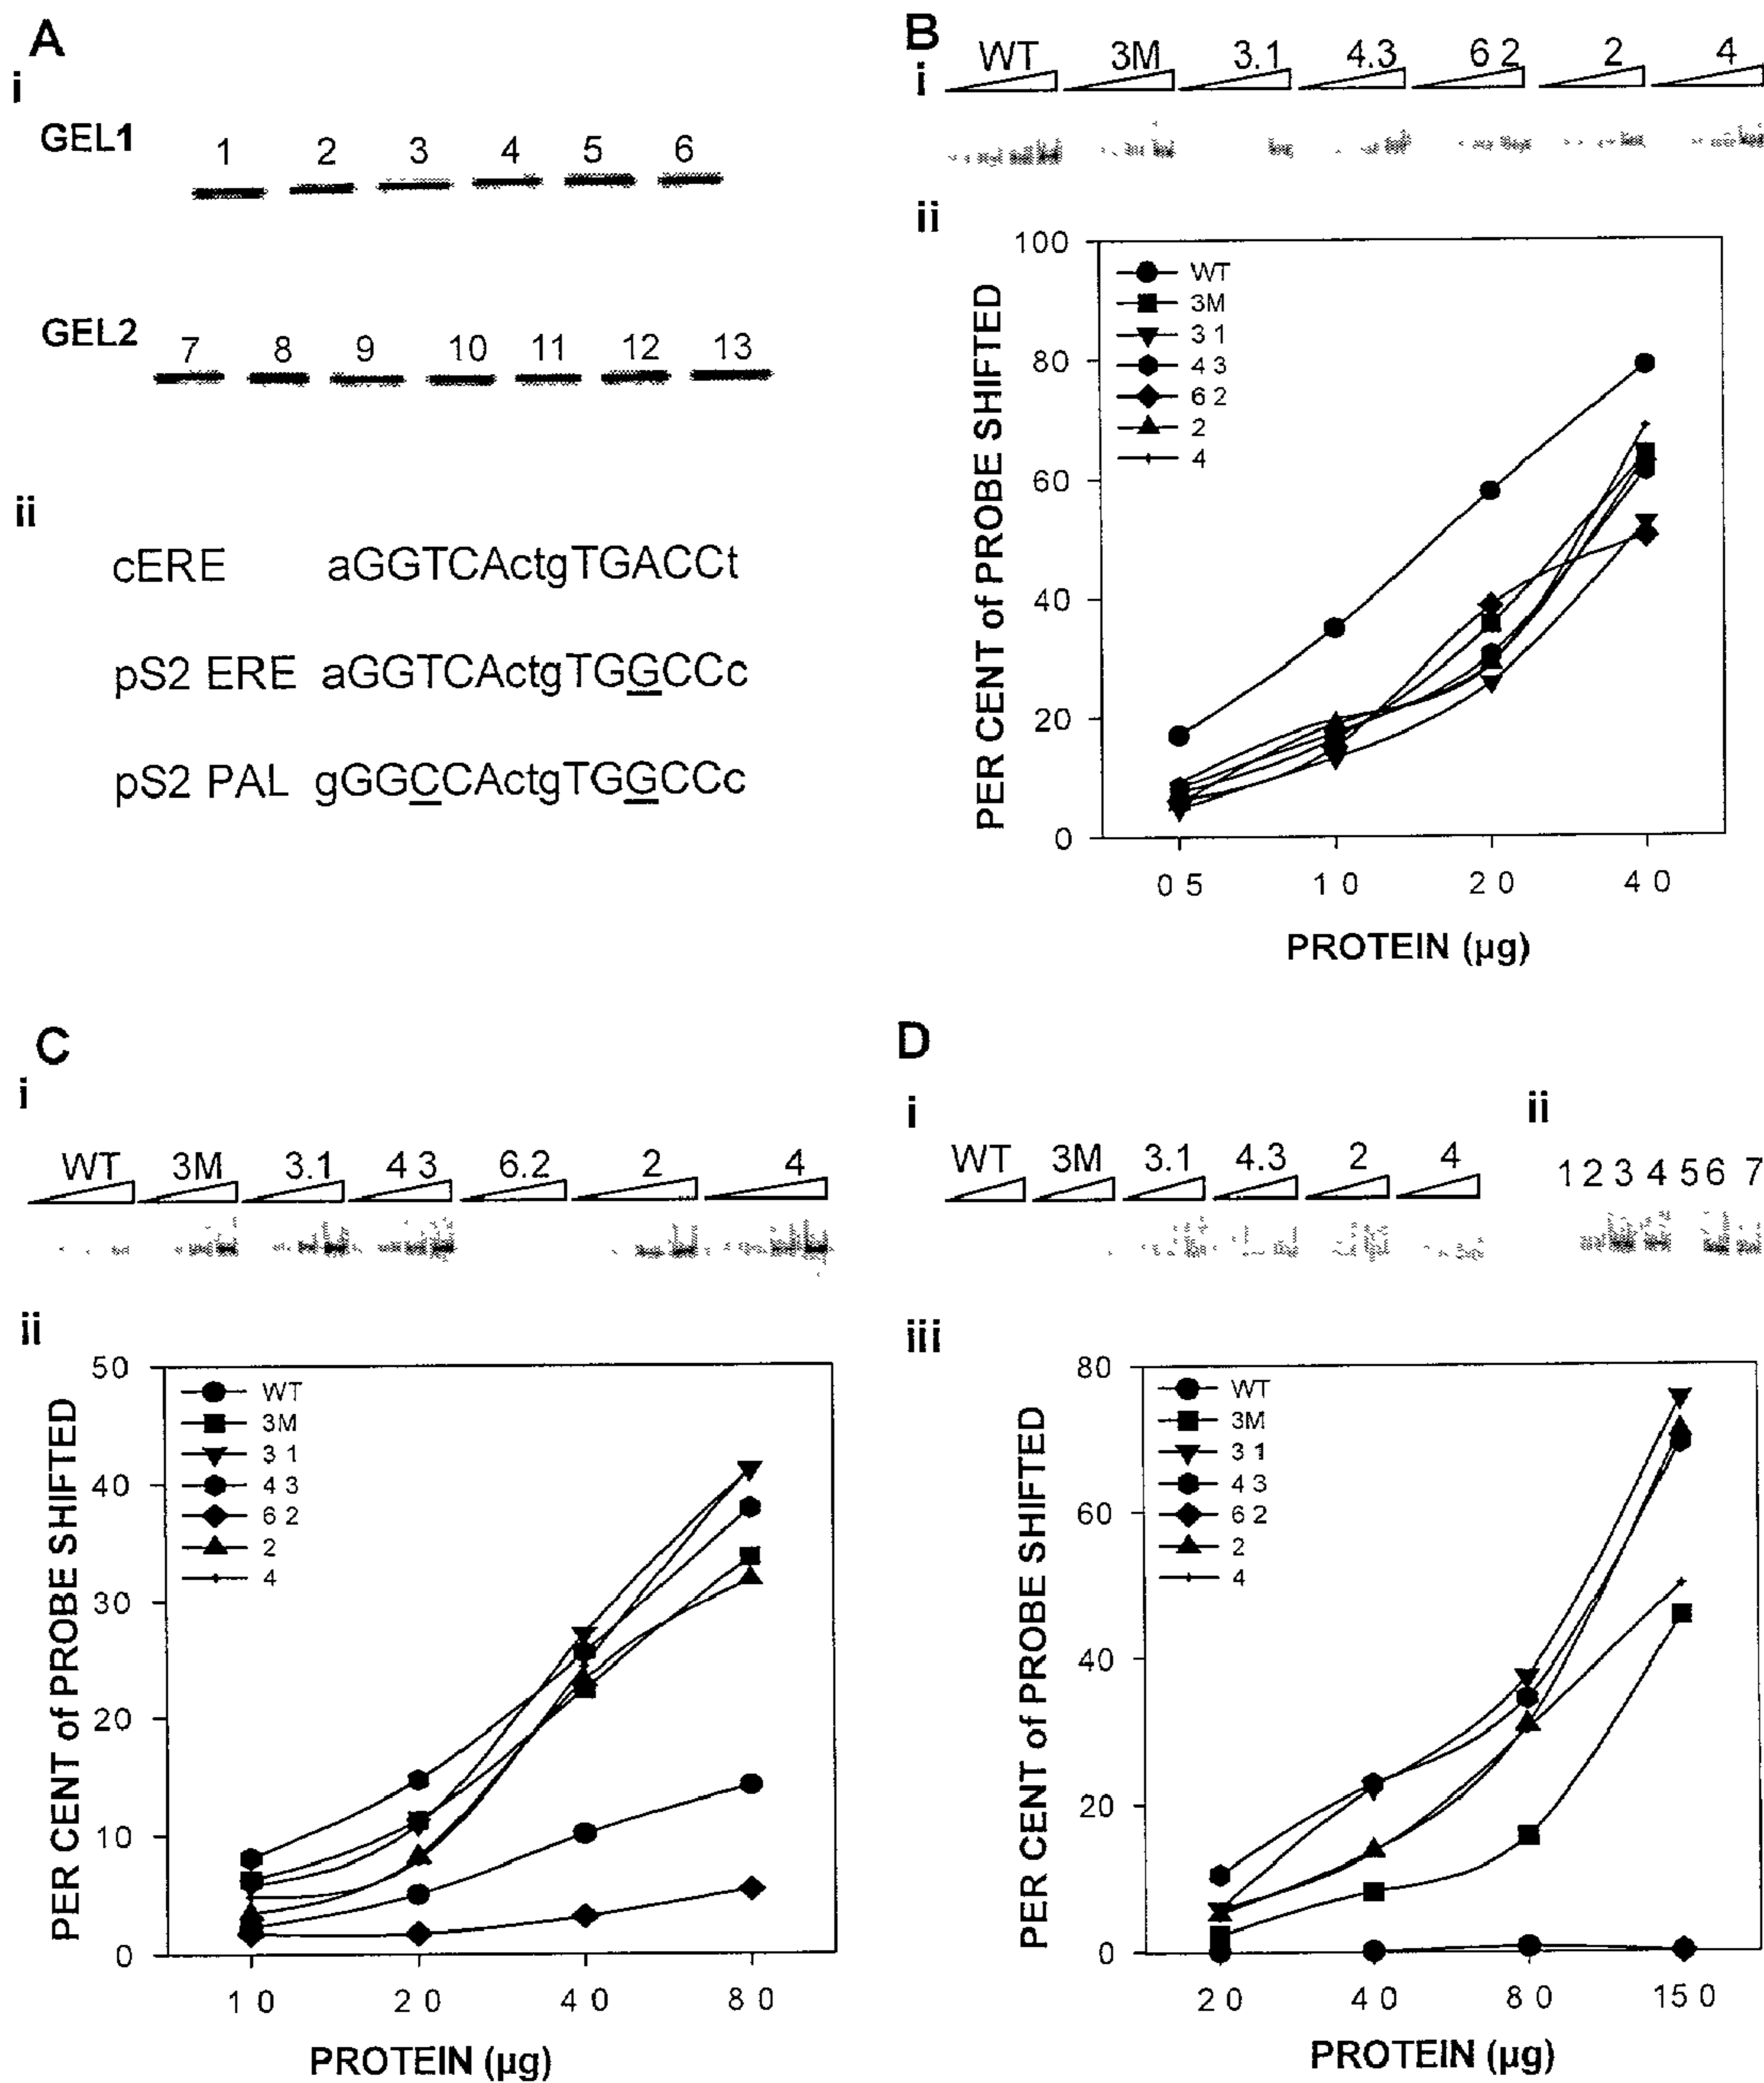 A
i
GEL1
1 2 3 4 5 6
GEL2
7 8 9 10 11 12 13
ii
cERE aGGTCActgTGACCt
pS2 ERE aGGTCActgTGGCCc
pS2 PAL gGGCCActgTGGCCc
B
i
WT 3M 3.1 4.3 6 2 2 4
ii
PER CENT of PROBE SHIFTED
100
80
60
40
20
0
WT
3M
3 1
4 3
6 2
2
4
0 5 1 0 2 0 4 0
PROTEIN (µg)
C
i
WT 3M 3.1 4 3 6.2 2 4
ii
PER CENT of PROBE SHIFTED
50
40
30
20
10
0
WT
3M
3 1
4 3
6 2
2
4
1 0 2 0 4 0 8 0
PROTEIN (µg)
D
i
WT 3M 3.1 4.3 2 4
ii
1 2 3 4 5 6 7
iii
PER CENT of PROBE SHIFTED
80
60
40
20
0
WT
3M
3 1
4 3
6 2
2
4
2 0 4 0 8 0 15 0
PROTEIN (µg)